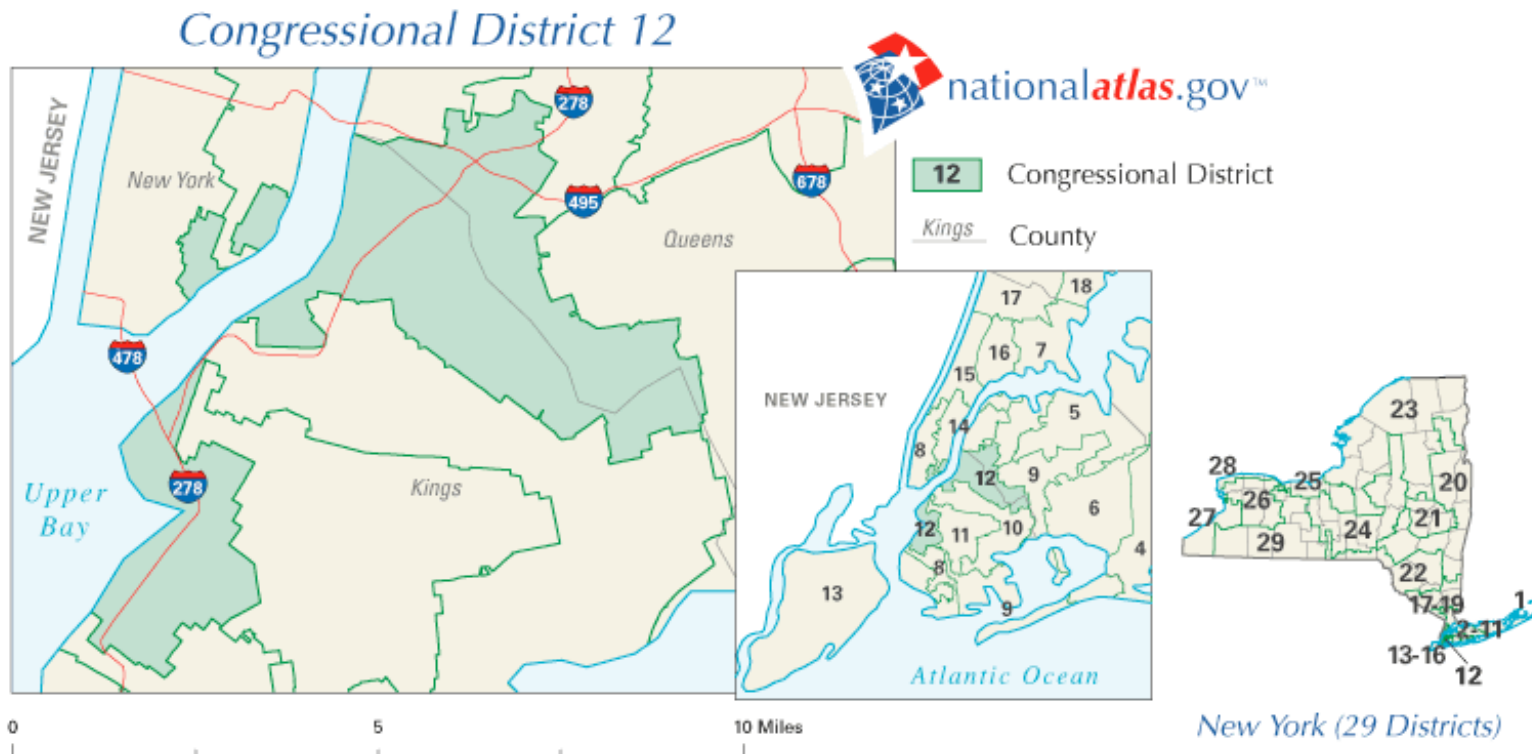 Congressional District 12
nationalatlas.gov™
NEW JERSEY
New York
278
495
678
Queens
478
278
Kings
Upper
Bay
12 Congressional District
Kings County
NEW JERSEY
17
18
16
7
15
5
14
8
12
9
6
12
11
10
4
8
13
9
Atlantic Ocean
23
28
25
20
26
27
21
24
29
22
17-19
1
2-11
13-16
12
New York (29 Districts)
0 5 10 Miles